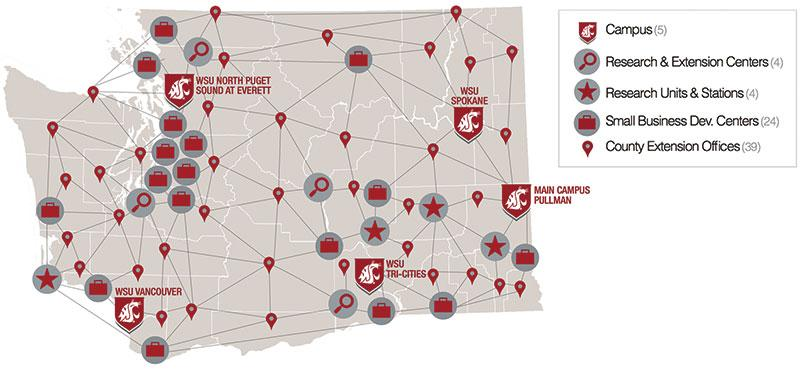 Campus (5)
Research & Extension Centers (4)
Research Units & Stations (4)
Small Business Dev. Centers (24)
County Extension Offices (39)
WSU NORTH PUGET
SOUND AT EVERETT
WSU
SPOKANE
MAIN CAMPUS
PULLMAN
WSU
TRI-CITIES
WSU VANCOUVER